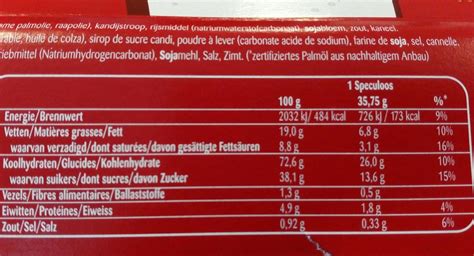 palmolie, raapolie), kandijstroop, rijsmiddel (natriumwaterstofcarbonaat), sojabloem, zout, kaneel.
huile de colza), sirop de sucre candi, poudre à lever (carbonate acide de sodium), farine de soja, sel, cannelle.
(Natriumhydrogencarbonat), Sojamehl, Salz, Zimt. (*zertifiziertes Palmöl aus nachhaltigem Anbau)
1 Speculoos
100 g 35,75 g %*
Energie/Brennwert 2032 kJ/ 484 kcal 726 kJ / 173 kcal 9%
Vetten/Matières grasses/Fett 19,0 g 6,8 g 10%
waarvan verzadigd/dont saturées/davon gesättigte Fettsäuren 8,8 g 3,1 g 16%
Koolhydraten/Glucides/Kohlenhydrate 72,6 g 26,0 g 10%
waarvan suikers/dont sucres/davon Zucker 38,1 g 13,6 g 15%
Vezels/Fibres alimentaires/Ballaststoffe 1,3 g 0,5 g
Eiwitten/Protéines/Eiweiss 4,9 g 1,8 g 4%
Zout/Sel/Salz 0,92 g 0,33 g 6%